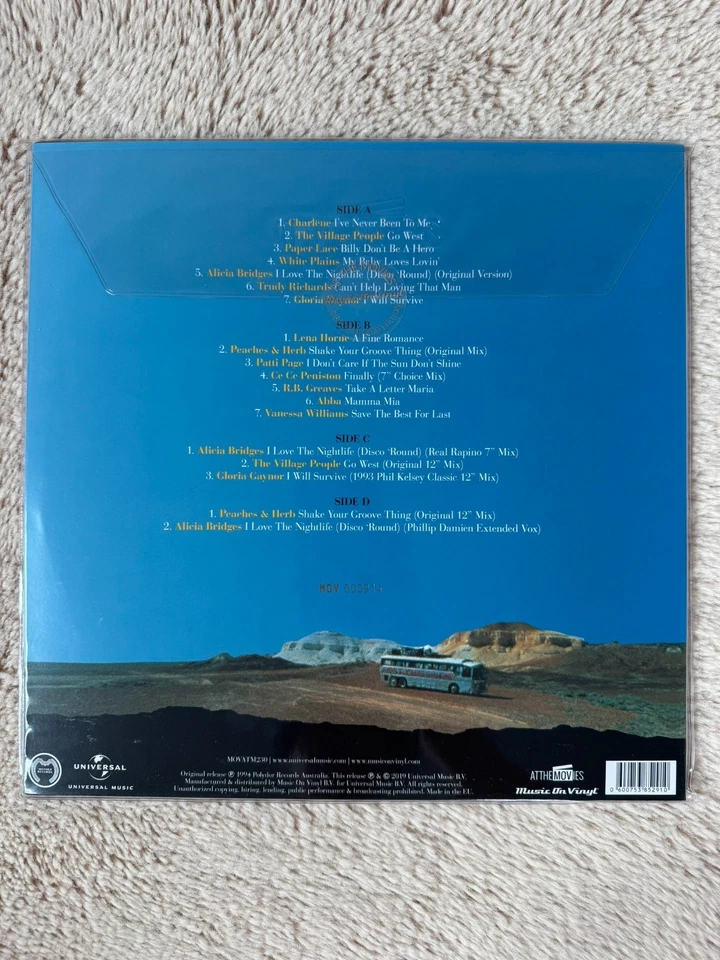 SIDE A
1. Charlene I've Never Been To Me
2. The Village People Go West
3. Paper Lace Billy Don't Be A Hero
4. White Plains My Baby Loves Lovin'
5. Alicia Bridges I Love The Nightlife (Disco 'Round) (Original Version)
6. Trudy Richards Can't Help Loving That Man
7. Gloria Gaynor I Will Survive
SIDE B
1. Lena Horne A Fine Romance
2. Peaches & Herb Shake Your Groove Thing (Original Mix)
3. Patti Page I Don't Care If The Sun Don't Shine
4. Ce Ce Peniston Finally (7" Choice Mix)
5. R.B. Greaves Take A Letter Maria
6. Abba Mamma Mia
7. Vanessa Williams Save The Best For Last
SIDE C
1. Alicia Bridges I Love The Nightlife (Disco 'Round) (Real Rapino 7" Mix)
2. The Village People Go West (Original 12" Mix)
3. Gloria Gaynor I Will Survive (1993 Phil Kelsey Classic 12" Mix)
SIDE D
1. Peaches & Herb Shake Your Groove Thing (Original 12" Mix)
2. Alicia Bridges I Love The Nightlife (Disco 'Round) (Phillip Damien Extended Vox)
MOV
MOVATM230 | www.universalmusic.com | www.musiconvinyl.com
Original release ℗ 1994 Polydor Records Australia. This release ℗ & © 2019 Universal Music B.V.
Manufactured & distributed by Music On Vinyl B.V. for Universal Music B.V. All rights reserved.
Unauthorized copying, hiring, lending, public performance & broadcasting prohibited. Made in the EU.
UNIVERSAL
UNIVERSAL MUSIC
ATTHEMOVIES
Music On Vinyl
0 600753 852910